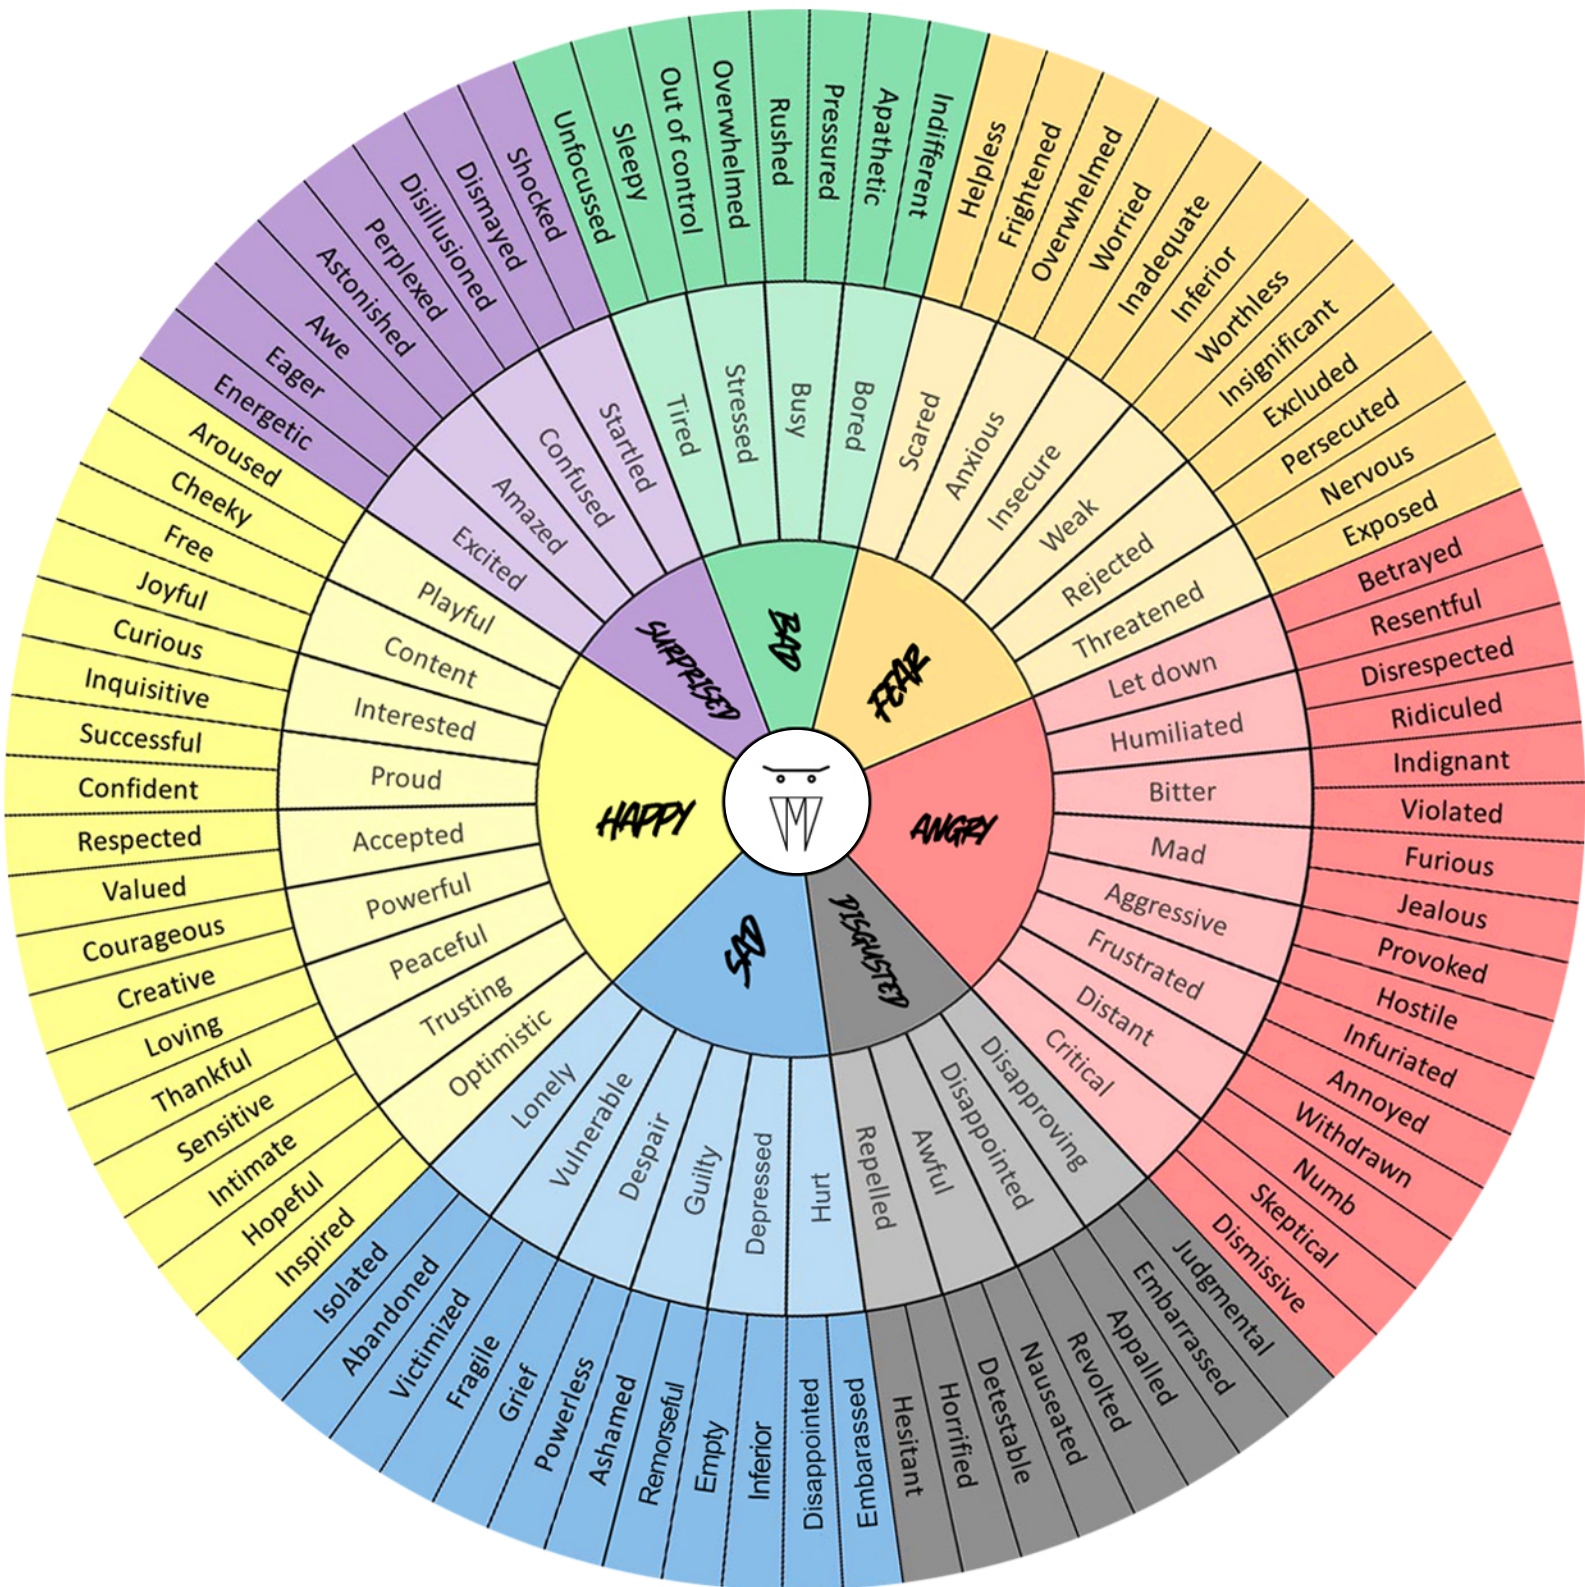 HAPPY
SURPRISED
BAD
FEAR
ANGRY
DISGUSTED
SAD
M
Playful
Content
Interested
Proud
Accepted
Powerful
Peaceful
Trusting
Optimistic
Excited
Amazed
Confused
Startled
Tired
Stressed
Busy
Bored
Scared
Anxious
Insecure
Weak
Rejected
Threatened
Let down
Humiliated
Bitter
Mad
Aggressive
Frustrated
Distant
Critical
Disapproving
Disappointed
Awful
Repelled
Hurt
Depressed
Guilty
Despair
Vulnerable
Lonely
Aroused
Cheeky
Free
Joyful
Curious
Inquisitive
Successful
Confident
Respected
Valued
Courageous
Creative
Loving
Thankful
Sensitive
Intimate
Hopeful
Inspired
Energetic
Eager
Awe
Astonished
Perplexed
Disillusioned
Dismayed
Shocked
Unfocussed
Sleepy
Out of control
Overwhelmed
Rushed
Pressured
Apathetic
Indifferent
Helpless
Frightened
Overwhelmed
Worried
Inadequate
Inferior
Worthless
Insignificant
Excluded
Persecuted
Nervous
Exposed
Betrayed
Resentful
Disrespected
Ridiculed
Indignant
Violated
Furious
Jealous
Provoked
Hostile
Infuriated
Annoyed
Withdrawn
Numb
Skeptical
Dismissive
Judgmental
Embarrassed
Appalled
Revolted
Nauseated
Detestable
Horrified
Hesitant
Embarassed
Disappointed
Inferior
Empty
Remorseful
Ashamed
Powerless
Grief
Fragile
Victimized
Abandoned
Isolated